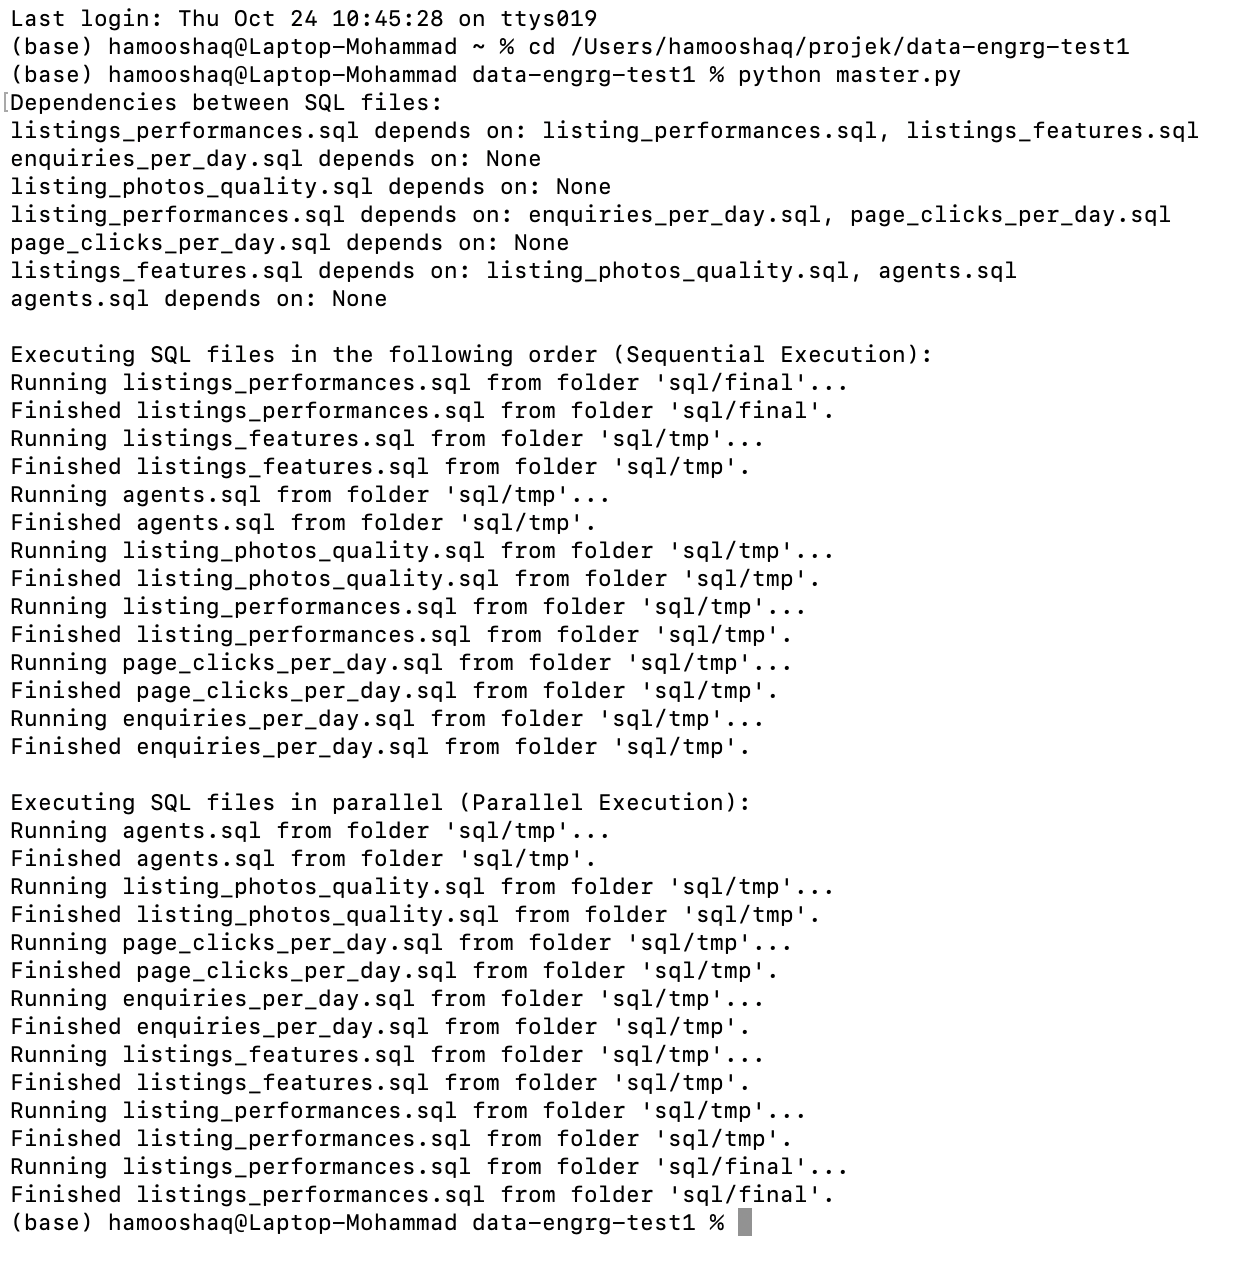 Last login: Thu Oct 24 10:45:28 on ttys019
(base) hamooshaq@Laptop-Mohammad ~ % cd /Users/hamooshaq/projek/data-engrg-test1
(base) hamooshaq@Laptop-Mohammad data-engrg-test1 % python master.py
[Dependencies between SQL files:
listings_performances.sql depends on: listing_performances.sql, listings_features.sql
enquiries_per_day.sql depends on: None
listing_photos_quality.sql depends on: None
listing_performances.sql depends on: enquiries_per_day.sql, page_clicks_per_day.sql
page_clicks_per_day.sql depends on: None
listings_features.sql depends on: listing_photos_quality.sql, agents.sql
agents.sql depends on: None

Executing SQL files in the following order (Sequential Execution):
Running listings_performances.sql from folder 'sql/final'...
Finished listings_performances.sql from folder 'sql/final'.
Running listings_features.sql from folder 'sql/tmp'...
Finished listings_features.sql from folder 'sql/tmp'.
Running agents.sql from folder 'sql/tmp'...
Finished agents.sql from folder 'sql/tmp'.
Running listing_photos_quality.sql from folder 'sql/tmp'...
Finished listing_photos_quality.sql from folder 'sql/tmp'.
Running listing_performances.sql from folder 'sql/tmp'...
Finished listing_performances.sql from folder 'sql/tmp'.
Running page_clicks_per_day.sql from folder 'sql/tmp'...
Finished page_clicks_per_day.sql from folder 'sql/tmp'.
Running enquiries_per_day.sql from folder 'sql/tmp'...
Finished enquiries_per_day.sql from folder 'sql/tmp'.

Executing SQL files in parallel (Parallel Execution):
Running agents.sql from folder 'sql/tmp'...
Finished agents.sql from folder 'sql/tmp'.
Running listing_photos_quality.sql from folder 'sql/tmp'...
Finished listing_photos_quality.sql from folder 'sql/tmp'.
Running page_clicks_per_day.sql from folder 'sql/tmp'...
Finished page_clicks_per_day.sql from folder 'sql/tmp'.
Running enquiries_per_day.sql from folder 'sql/tmp'...
Finished enquiries_per_day.sql from folder 'sql/tmp'.
Running listings_features.sql from folder 'sql/tmp'...
Finished listings_features.sql from folder 'sql/tmp'.
Running listing_performances.sql from folder 'sql/tmp'...
Finished listing_performances.sql from folder 'sql/tmp'.
Running listings_performances.sql from folder 'sql/final'...
Finished listings_performances.sql from folder 'sql/final'.
(base) hamooshaq@Laptop-Mohammad data-engrg-test1 %